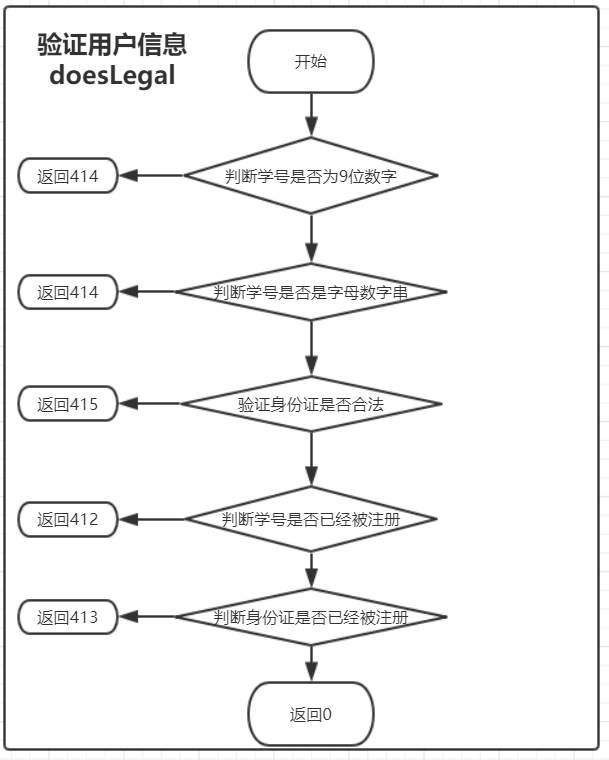 验证用户信息
doesLegal
开始
判断学号是否为9位数字
返回414
判断学号是否是字母数字串
返回414
验证身份证是否合法
返回415
判断学号是否已经被注册
返回412
判断身份证是否已经被注册
返回413
返回0